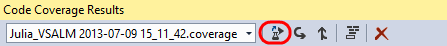 Code Coverage Results
Julia_VSALM 2013-07-09 15_11_42.coverage